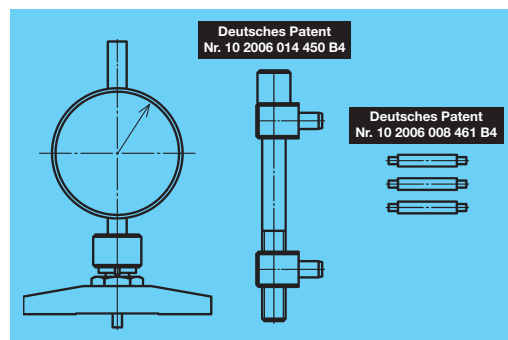 Deutsches Patent
Nr. 10 2006 014 450 B4
Deutsches Patent
Nr. 10 2006 008 461 B4